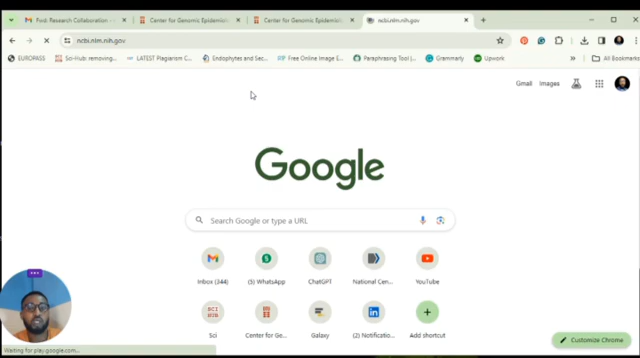 Fwd: Research Collaboration -
Center for Genomic Epidemiolo
Center for Genomic Epidemiolo
ncbi.nlm.nih.gov
ncbi.nlm.nih.gov
EUROPASS
Sci-Hub: removing...
LATEST Plagiarism C...
Endophytes and Sec...
Free Online Image E...
Paraphrasing Tool |...
Grammarly
Upwork
All Bookmarks
Gmail
Images
Google
Search Google or type a URL
Inbox (344)
(5) WhatsApp
ChatGPT
National Cen...
YouTube
SCI
HUB
Sci
Center for Ge...
Galaxy
(2) Notificatio...
Add shortcut
Customize Chrome
Waiting for play.google.com...